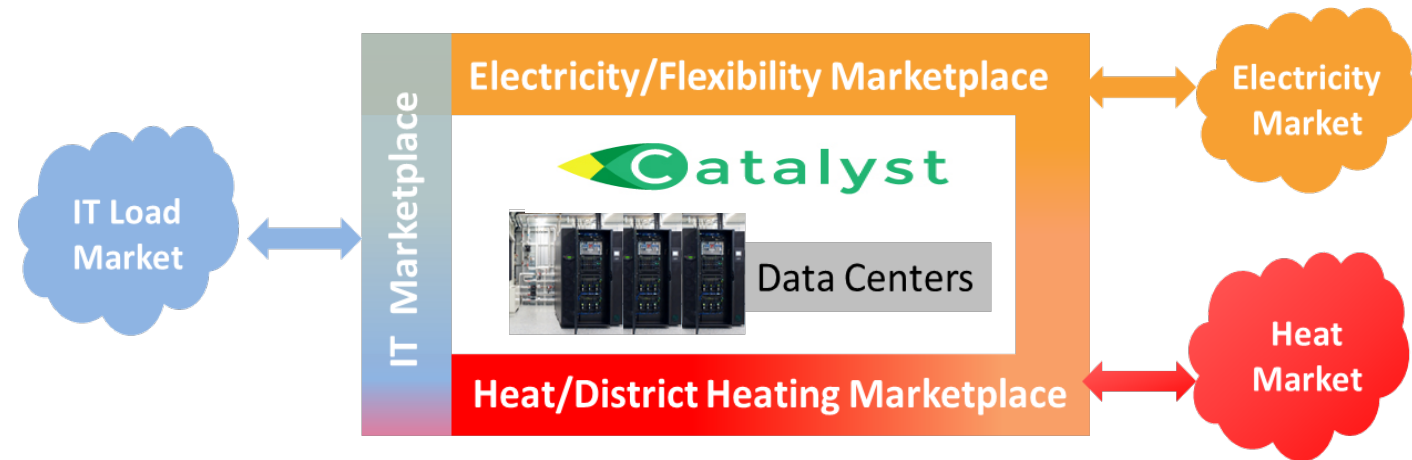 IT Load
Market
IT Marketplace
Electricity/Flexibility Marketplace
Catalyst
Data Centers
Heat/District Heating Marketplace
Electricity
Market
Heat
Market